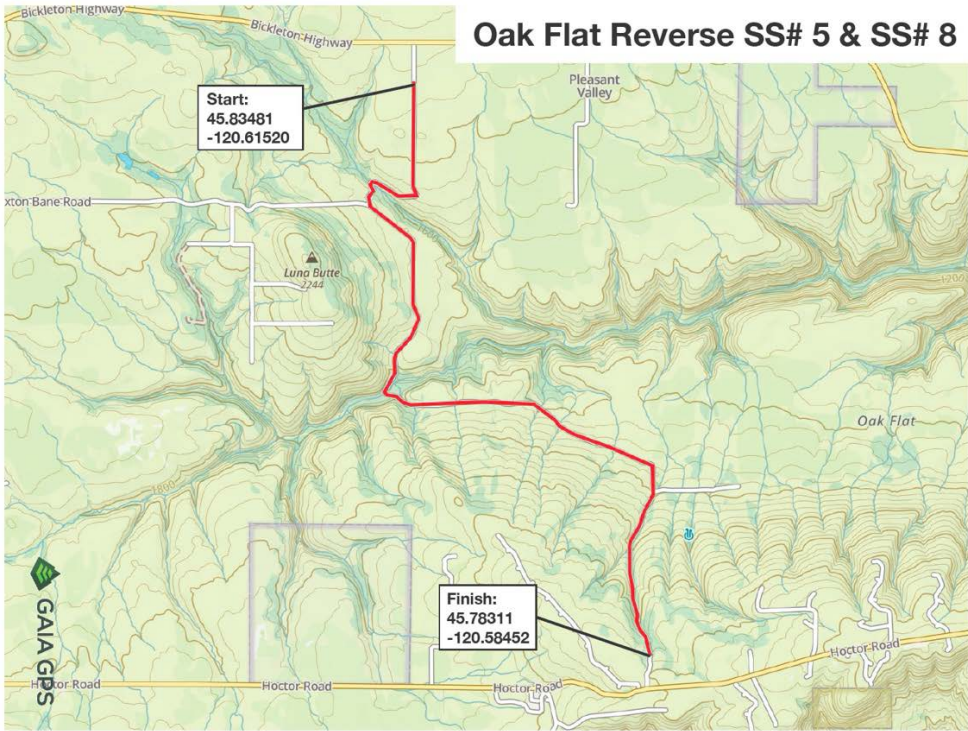 Oak Flat Reverse SS# 5 & SS# 8
Bickleton Highway
Bickleton Highway
Pleasant
Valley
Start:
45.83481
-120.61520
xton Bane Road
Luna Butte
2244
1200
Oak Flat
1800
Finish:
45.78311
-120.58452
GAIA GPS
Hoctor Road
Hoctor Road
Hoctor Road
Hoctor Road